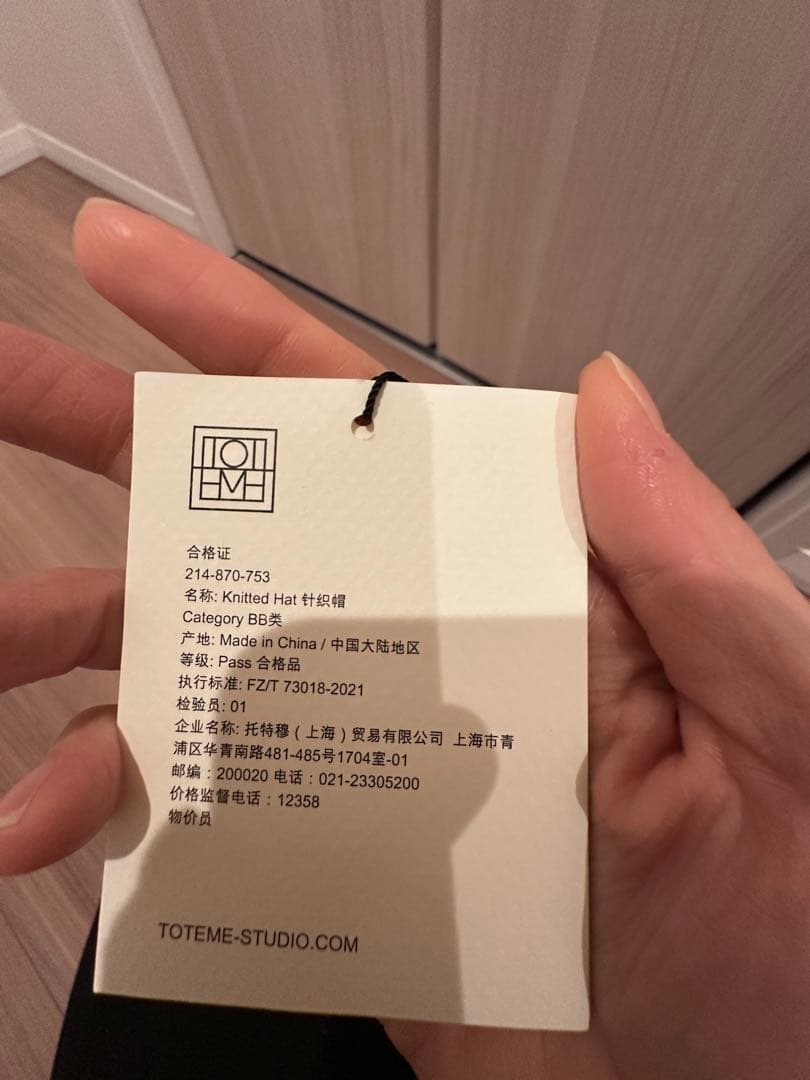 TOTEME
合格证
214-870-753
名称: Knitted Hat 针织帽
Category BB类
产地: Made in China / 中国大陆地区
等级: Pass 合格品
执行标准: FZ/T 73018-2021
检验员: 01
企业名称: 托特穆（上海）贸易有限公司 上海市青
浦区华青南路481-485号1704室-01
邮编：200020 电话：021-23305200
价格监督电话：12358
物价员
TOTEME-STUDIO.COM